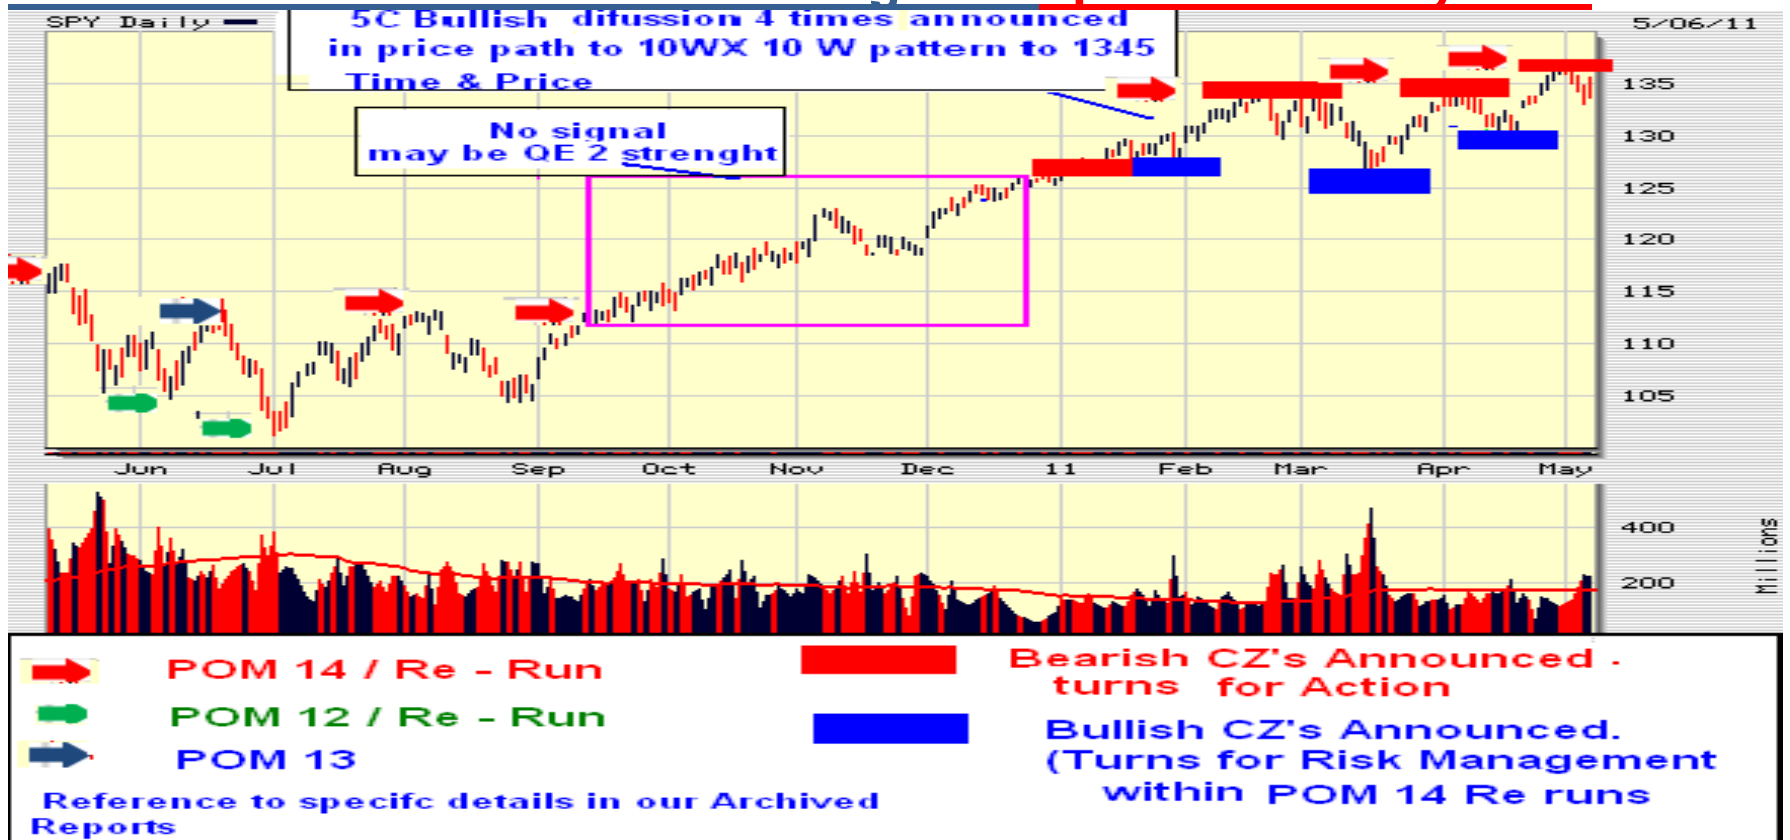 SPY Daily
5/06/11
5C Bullish difussion 4 times announced
in price path to 10WX 10 W pattern to 1345
Time & Price
No signal
may be QE 2 strenght
135
130
125
120
115
110
105
Jun Jul Aug Sep Oct Nov Dec 11 Feb Mar Apr May
400
200
Millions
POM 14 / Re - Run
POM 12 / Re - Run
POM 13
Reference to specifc details in our Archived
Reports
Bearish CZ's Announced .
turns for Action
Bullish CZ's Announced.
(Turns for Risk Management
within POM 14 Re runs